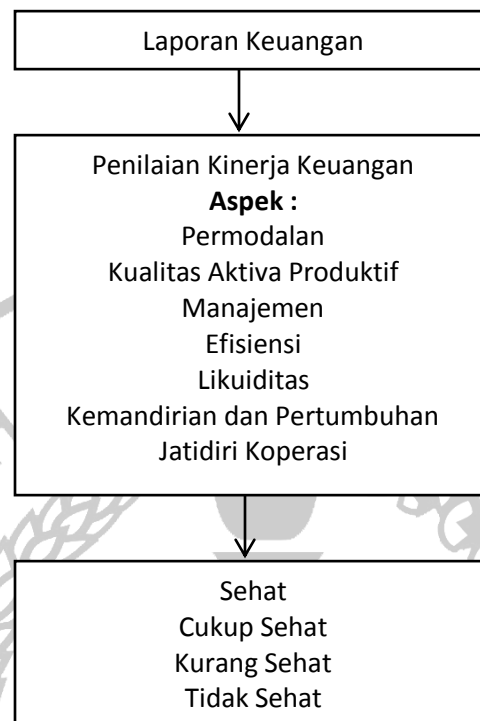 Laporan Keuangan
Penilaian Kinerja Keuangan
Aspek :
Permodalan
Kualitas Aktiva Produktif
Manajemen
Efisiensi
Likuiditas
Kemandirian dan Pertumbuhan
Jatidiri Koperasi
Sehat
Cukup Sehat
Kurang Sehat
Tidak Sehat